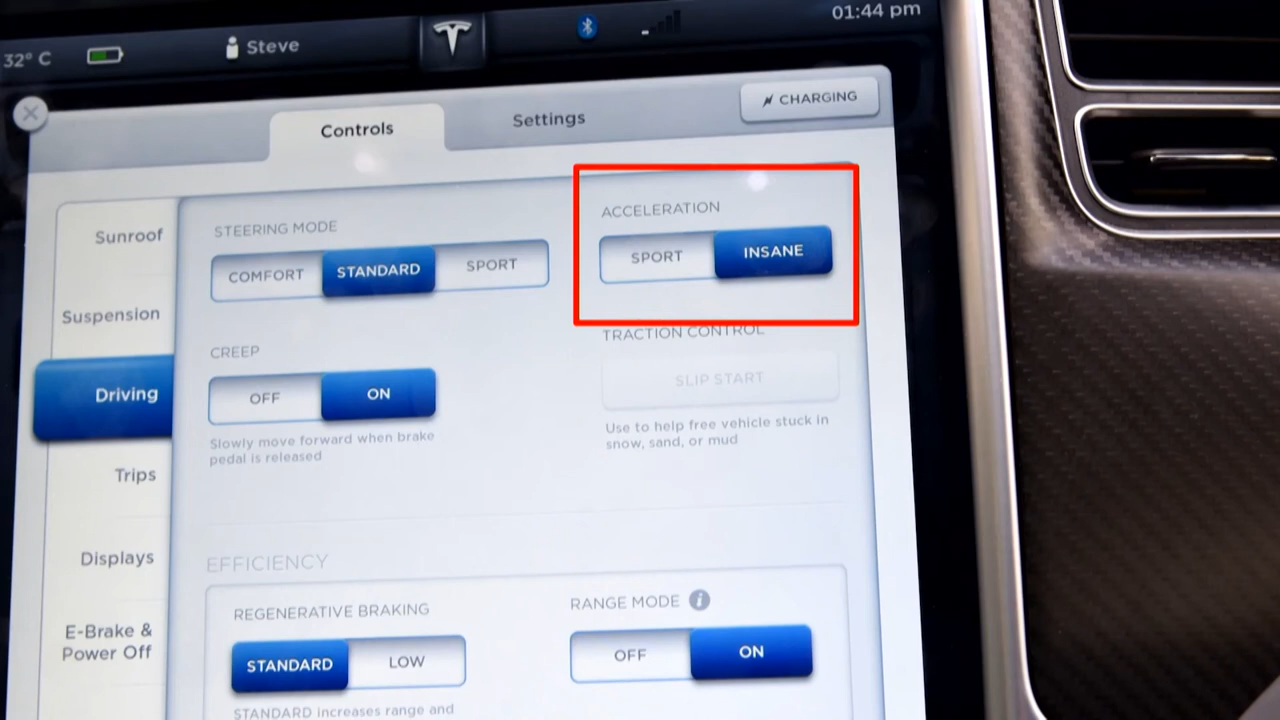 32° C
Steve
01:44 pm
Controls
Settings
CHARGING
Sunroof
Suspension
Driving
Trips
Displays
E-Brake &
Power Off
STEERING MODE
COMFORT
STANDARD
SPORT
ACCELERATION
SPORT
INSANE
CREEP
OFF
ON
Slowly move forward when brake
pedal is released
TRACTION CONTROL
SLIP START
Use to help free vehicle stuck in
snow, sand, or mud
EFFICIENCY
REGENERATIVE BRAKING
STANDARD
LOW
STANDARD increases range and
RANGE MODE
OFF
ON